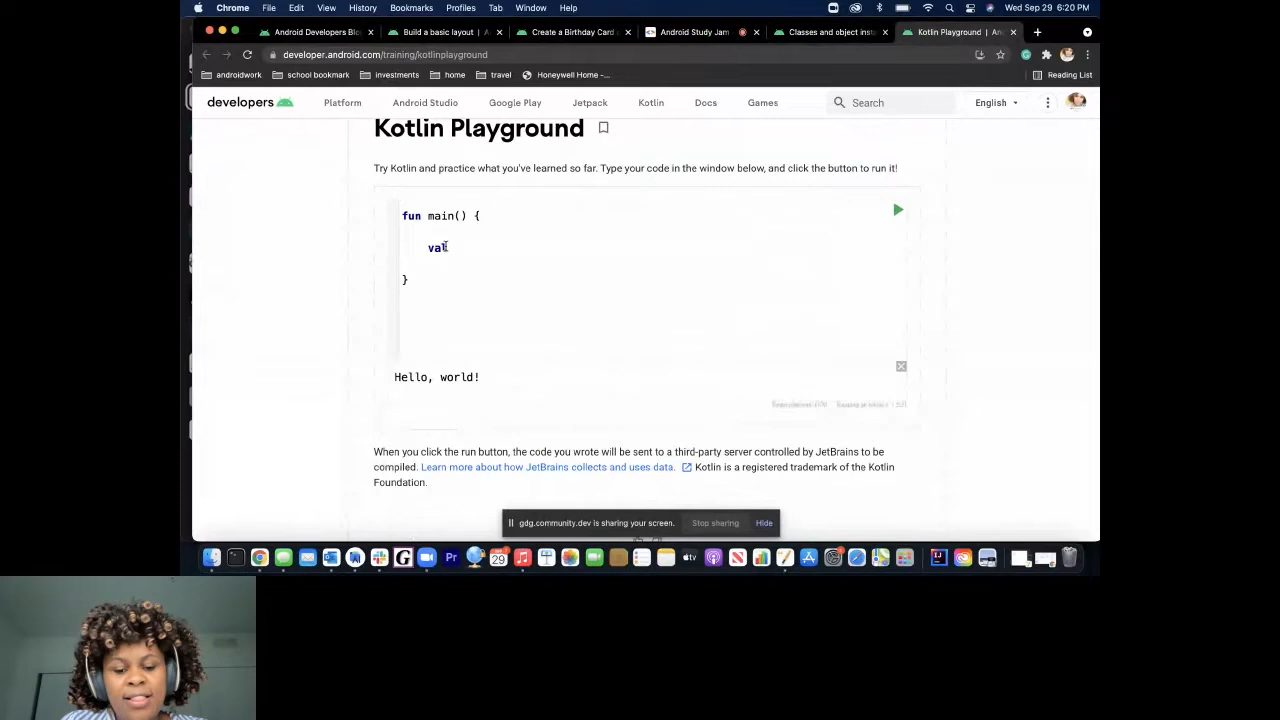 Chrome File Edit View History Bookmarks Profiles Tab Window Help Wed Sep 29 6:20 PM
Android Developers Blo Build a basic layout | A Create a Birthday Card a Android Study Jam Classes and object inst Kotlin Playground | An
developer.android.com/training/kotlinplayground
androidwork school bookmark investments home travel Honeywell Home -... Reading List
developers Platform Android Studio Google Play Jetpack Kotlin Docs Games Search English
Kotlin Playground
Try Kotlin and practice what you've learned so far. Type your code in the window below, and click the button to run it!
fun main() {
val
}
Hello, world!
When you click the run button, the code you wrote will be sent to a third-party server controlled by JetBrains to be
compiled. Learn more about how JetBrains collects and uses data. Kotlin is a registered trademark of the Kotlin
Foundation.
gdg.community.dev is sharing your screen. Stop sharing Hide